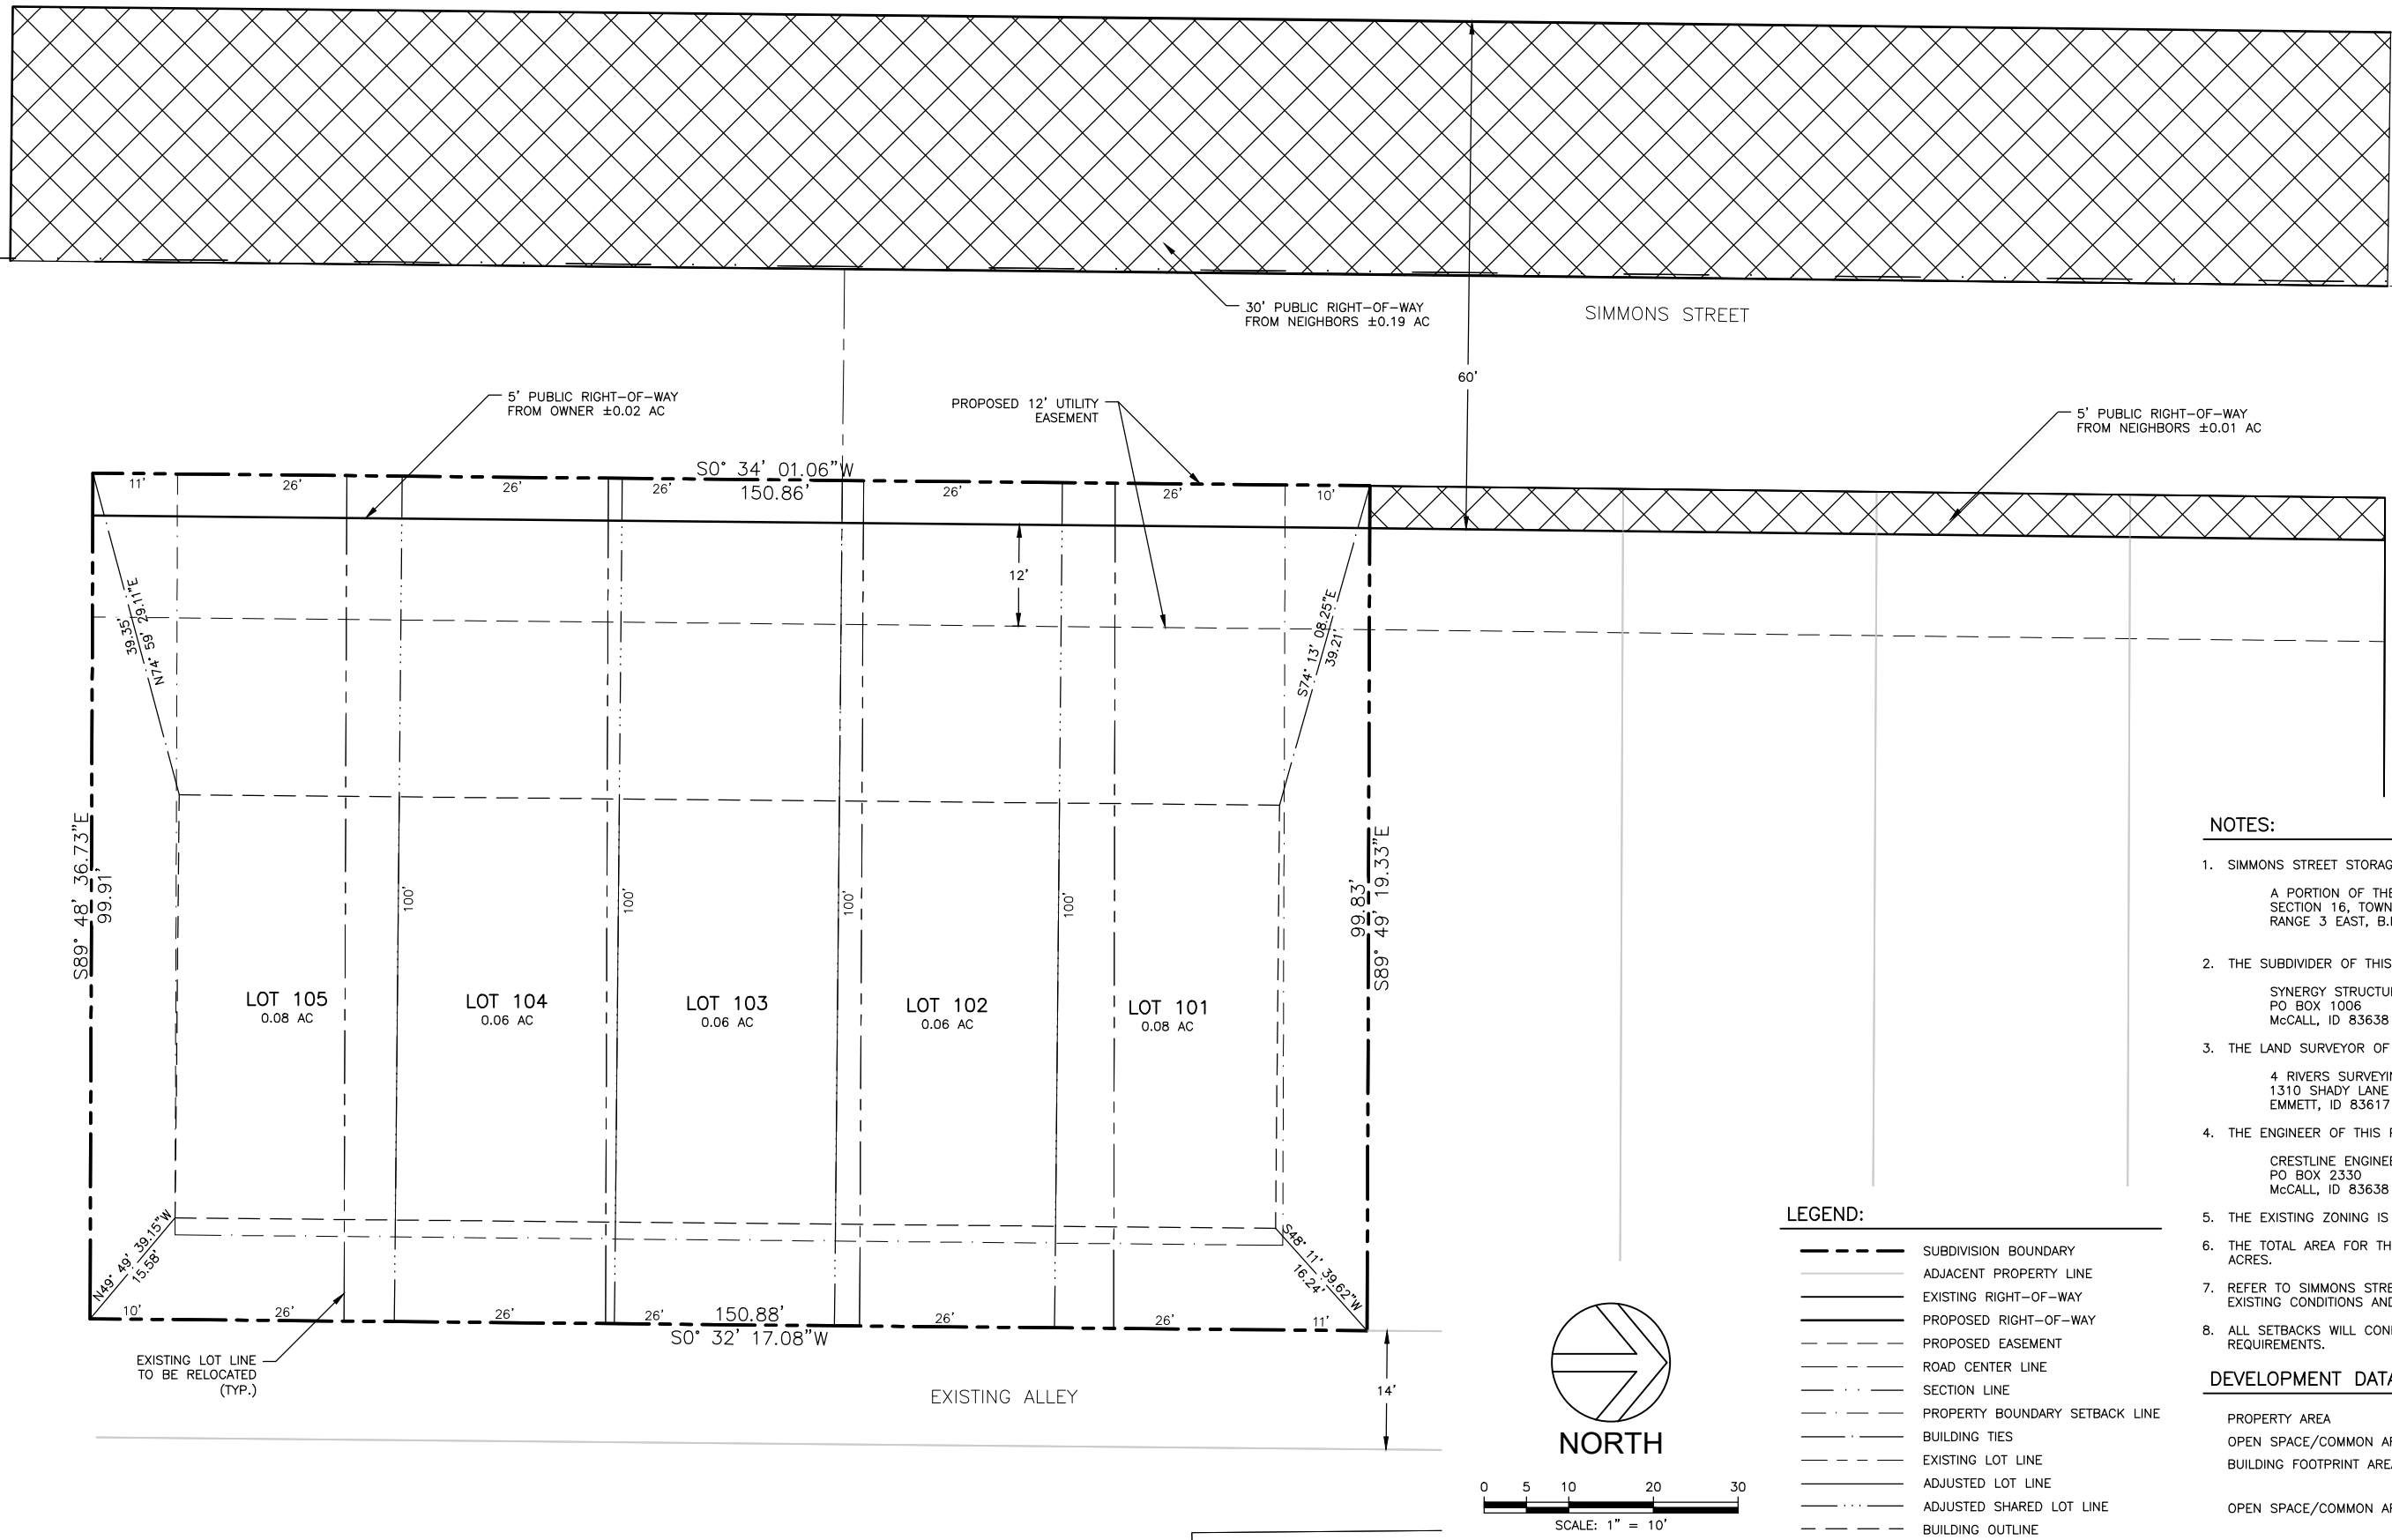 30' PUBLIC RIGHT-OF-WAY
FROM NEIGHBORS ±0.19 AC
SIMMONS STREET
60'
5' PUBLIC RIGHT-OF-WAY
FROM OWNER ±0.02 AC
PROPOSED 12' UTILITY
EASEMENT
5' PUBLIC RIGHT-OF-WAY
FROM NEIGHBORS ±0.01 AC
S0° 34' 01.06"W
150.86'
11'
26'
26'
26'
26'
26'
10'
12'
N74° 59' 29.11"E
39.35'
S74° 13' 08.25"E
39.21'
S89° 48' 36.73"E
99.91'
100'
100'
100'
100'
99.83'
S89° 49' 19.33"E
LOT 105
0.08 AC
LOT 104
0.06 AC
LOT 103
0.06 AC
LOT 102
0.06 AC
LOT 101
0.08 AC
N49° 49' 39.15"W
15.58'
S48° 11' 39.62"W
16.24'
10'
26'
26'
26'
150.88'
26'
26'
11'
S0° 32' 17.08"W
EXISTING LOT LINE
TO BE RELOCATED
(TYP.)
EXISTING ALLEY
14'
NORTH
0 5 10 20 30
SCALE: 1" = 10'
LEGEND:
SUBDIVISION BOUNDARY
ADJACENT PROPERTY LINE
EXISTING RIGHT-OF-WAY
PROPOSED RIGHT-OF-WAY
PROPOSED EASEMENT
ROAD CENTER LINE
SECTION LINE
PROPERTY BOUNDARY SETBACK LINE
BUILDING TIES
EXISTING LOT LINE
ADJUSTED LOT LINE
ADJUSTED SHARED LOT LINE
BUILDING OUTLINE
NOTES:
1. SIMMONS STREET
A PORTION OF THE
SECTION 16,
RANGE 3 EAST,
2. THE SUBDIVIDER OF THIS
SYNERGY
PO BOX 1006
McCALL, ID 83638
3. THE LAND SURVEYOR OF
4 RIVERS
1310 SHADY LANE
EMMETT, ID 83617
4. THE ENGINEER OF THIS
CRESTLINE
PO BOX 2330
McCALL, ID 83638
5. THE EXISTING ZONING IS
6. THE TOTAL AREA FOR
ACRES.
7. REFER TO SIMMONS
EXISTING CONDITIONS
8. ALL SETBACKS WILL
REQUIREMENTS.
DEVELOPMENT
PROPERTY AREA
OPEN SPACE/COMMON
BUILDING FOOTPRINT
OPEN SPACE/COMMON